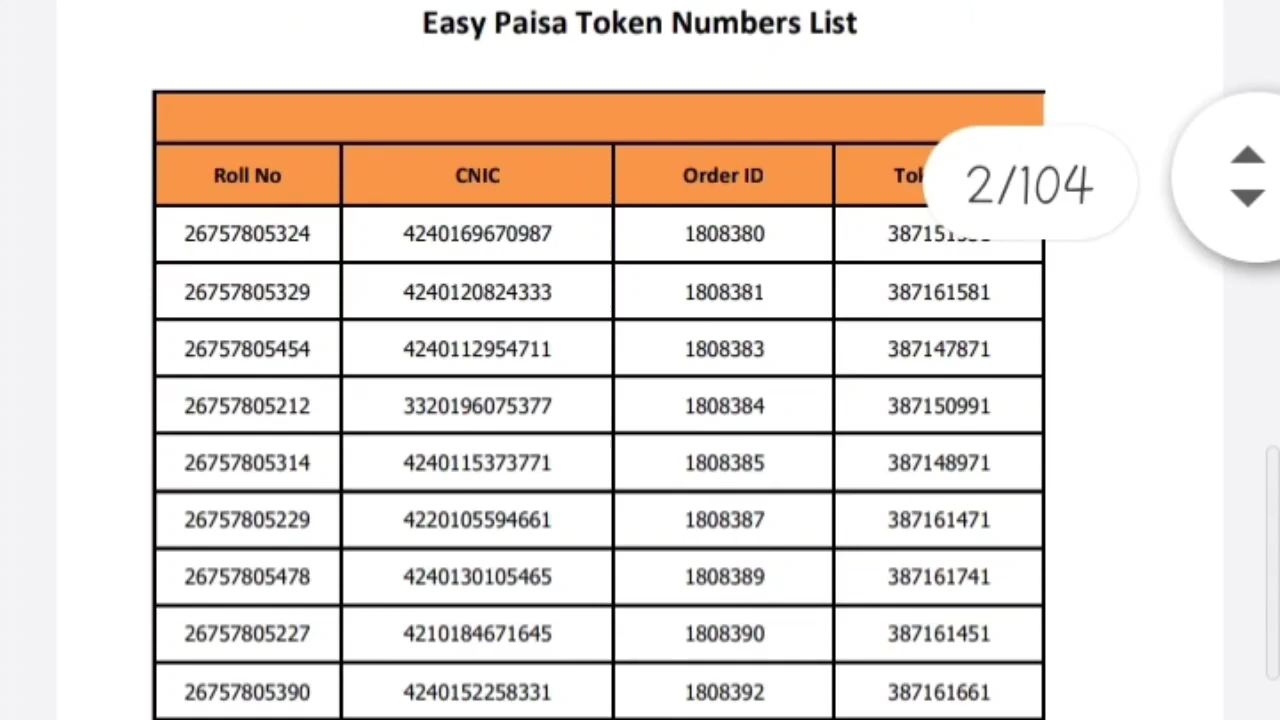 Easy Paisa Token Numbers List
Roll No CNIC Order ID
2/104
26757805324 4240169670987 1808380
26757805329 4240120824333 1808381 387161581
26757805454 4240112954711 1808383 387147871
26757805212 3320196075377 1808384 387150991
26757805314 4240115373771 1808385 387148971
26757805229 4220105594661 1808387 387161471
26757805478 4240130105465 1808389 387161741
26757805227 4210184671645 1808390 387161451
26757805390 4240152258331 1808392 387161661